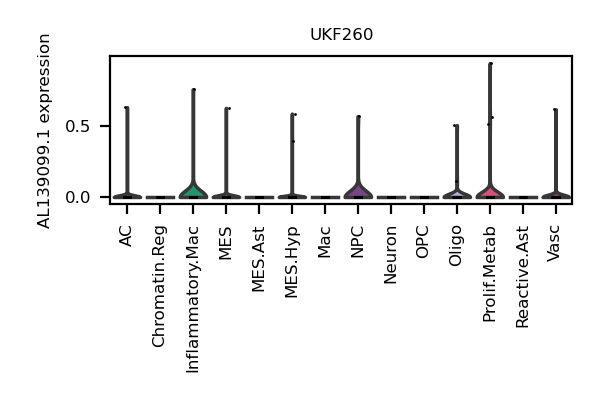 UKF260
AL139099.1 expression
0.5
0.0
AC
Chromatin.Reg
Inflammatory.Mac
MES
MES.Ast
MES.Hyp
Mac
NPC
Neuron
OPC
Oligo
Prolif.Metab
Reactive.Ast
Vasc